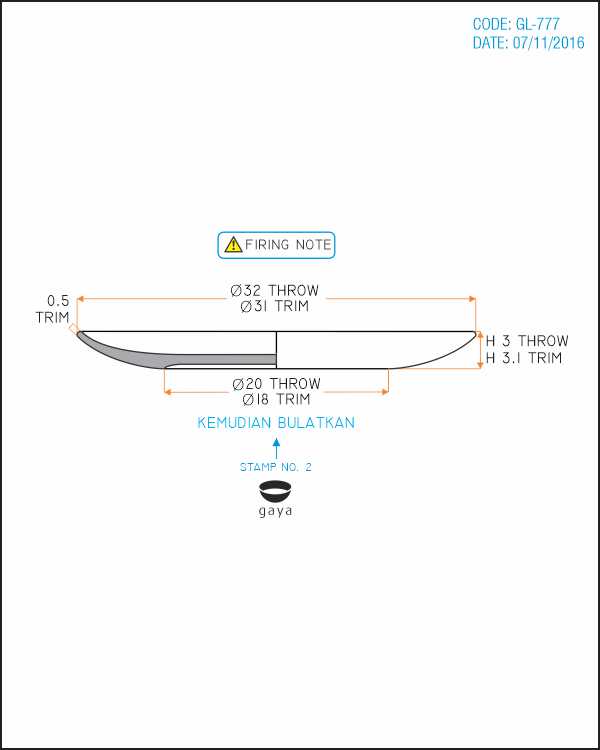 CODE: GL-777
DATE: 07/11/2016
FIRING NOTE
Ø32 THROW
Ø31 TRIM
0.5
TRIM
H 3 THROW
H 3.1 TRIM
Ø20 THROW
Ø18 TRIM
KEMUDIAN BULATKAN
STAMP NO. 2
gaya